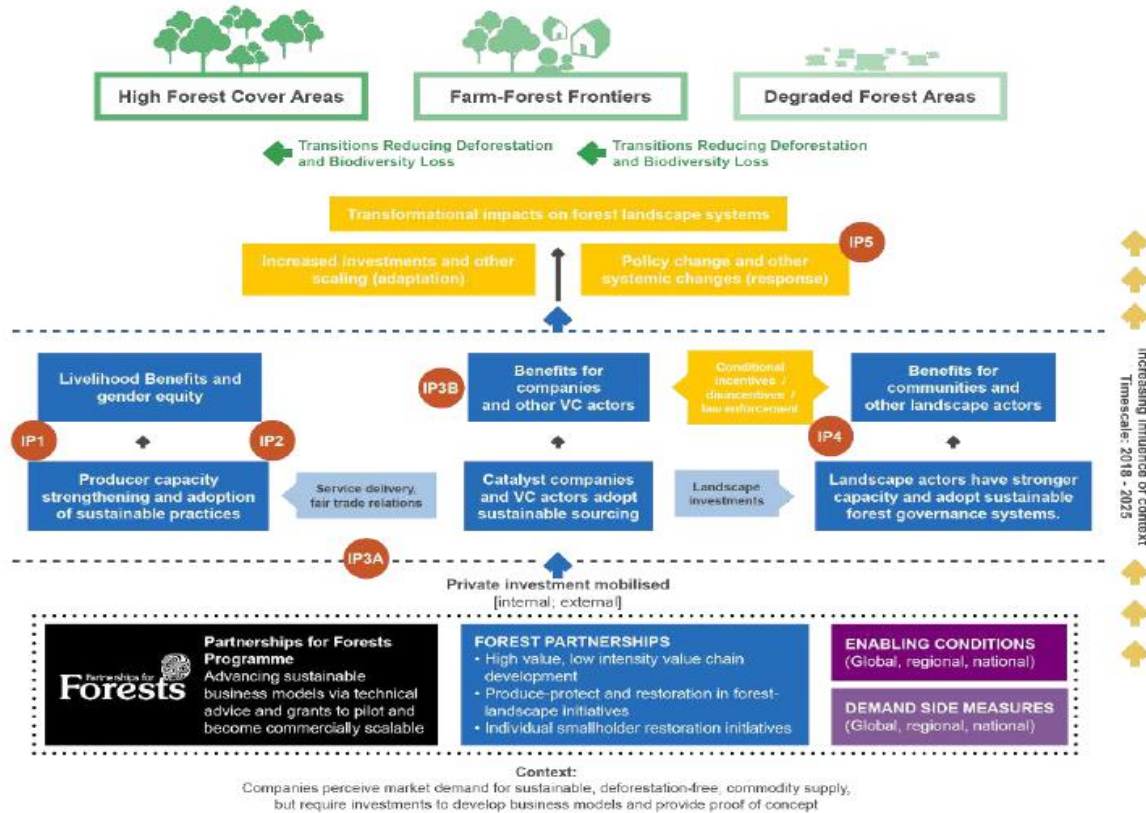 High Forest Cover Areas
Farm-Forest Frontiers
Degraded Forest Areas
Transitions Reducing Deforestation
and Biodiversity Loss
Transitions Reducing Deforestation
and Biodiversity Loss
Transformational impacts on forest landscape systems
Increased investments and other
scaling (adaptation)
Policy change and other
systemic changes (response)
IP5
Livelihood Benefits and
gender equity
IP3B
Benefits for
companies
and other VC actors
Conditional
incentives /
disincentives /
law enforcement
Benefits for
communities and
other landscape actors
IP1
IP2
IP4
Producer capacity
strengthening and adoption
of sustainable practices
Service delivery,
fair trade relations
Catalyst companies
and VC actors adopt
sustainable sourcing
Landscape
investments
Landscape actors have stronger
capacity and adopt sustainable
forest governance systems.
Increasing influence of context
Timescale: 2018 - 2025
IP3A
Private investment mobilised
[internal; external]
Partnerships for
Forests
Partnerships for Forests
Programme
Advancing sustainable
business models via technical
advice and grants to pilot and
become commercially scalable
FOREST PARTNERSHIPS
• High value, low intensity value chain
development
• Produce-protect and restoration in forest-
landscape initiatives
• Individual smallholder restoration initiatives
ENABLING CONDITIONS
(Global, regional, national)
DEMAND SIDE MEASURES
(Global, regional, national)
Context:
Companies perceive market demand for sustainable, deforestation-free, commodity supply,
but require investments to develop business models and provide proof of concept